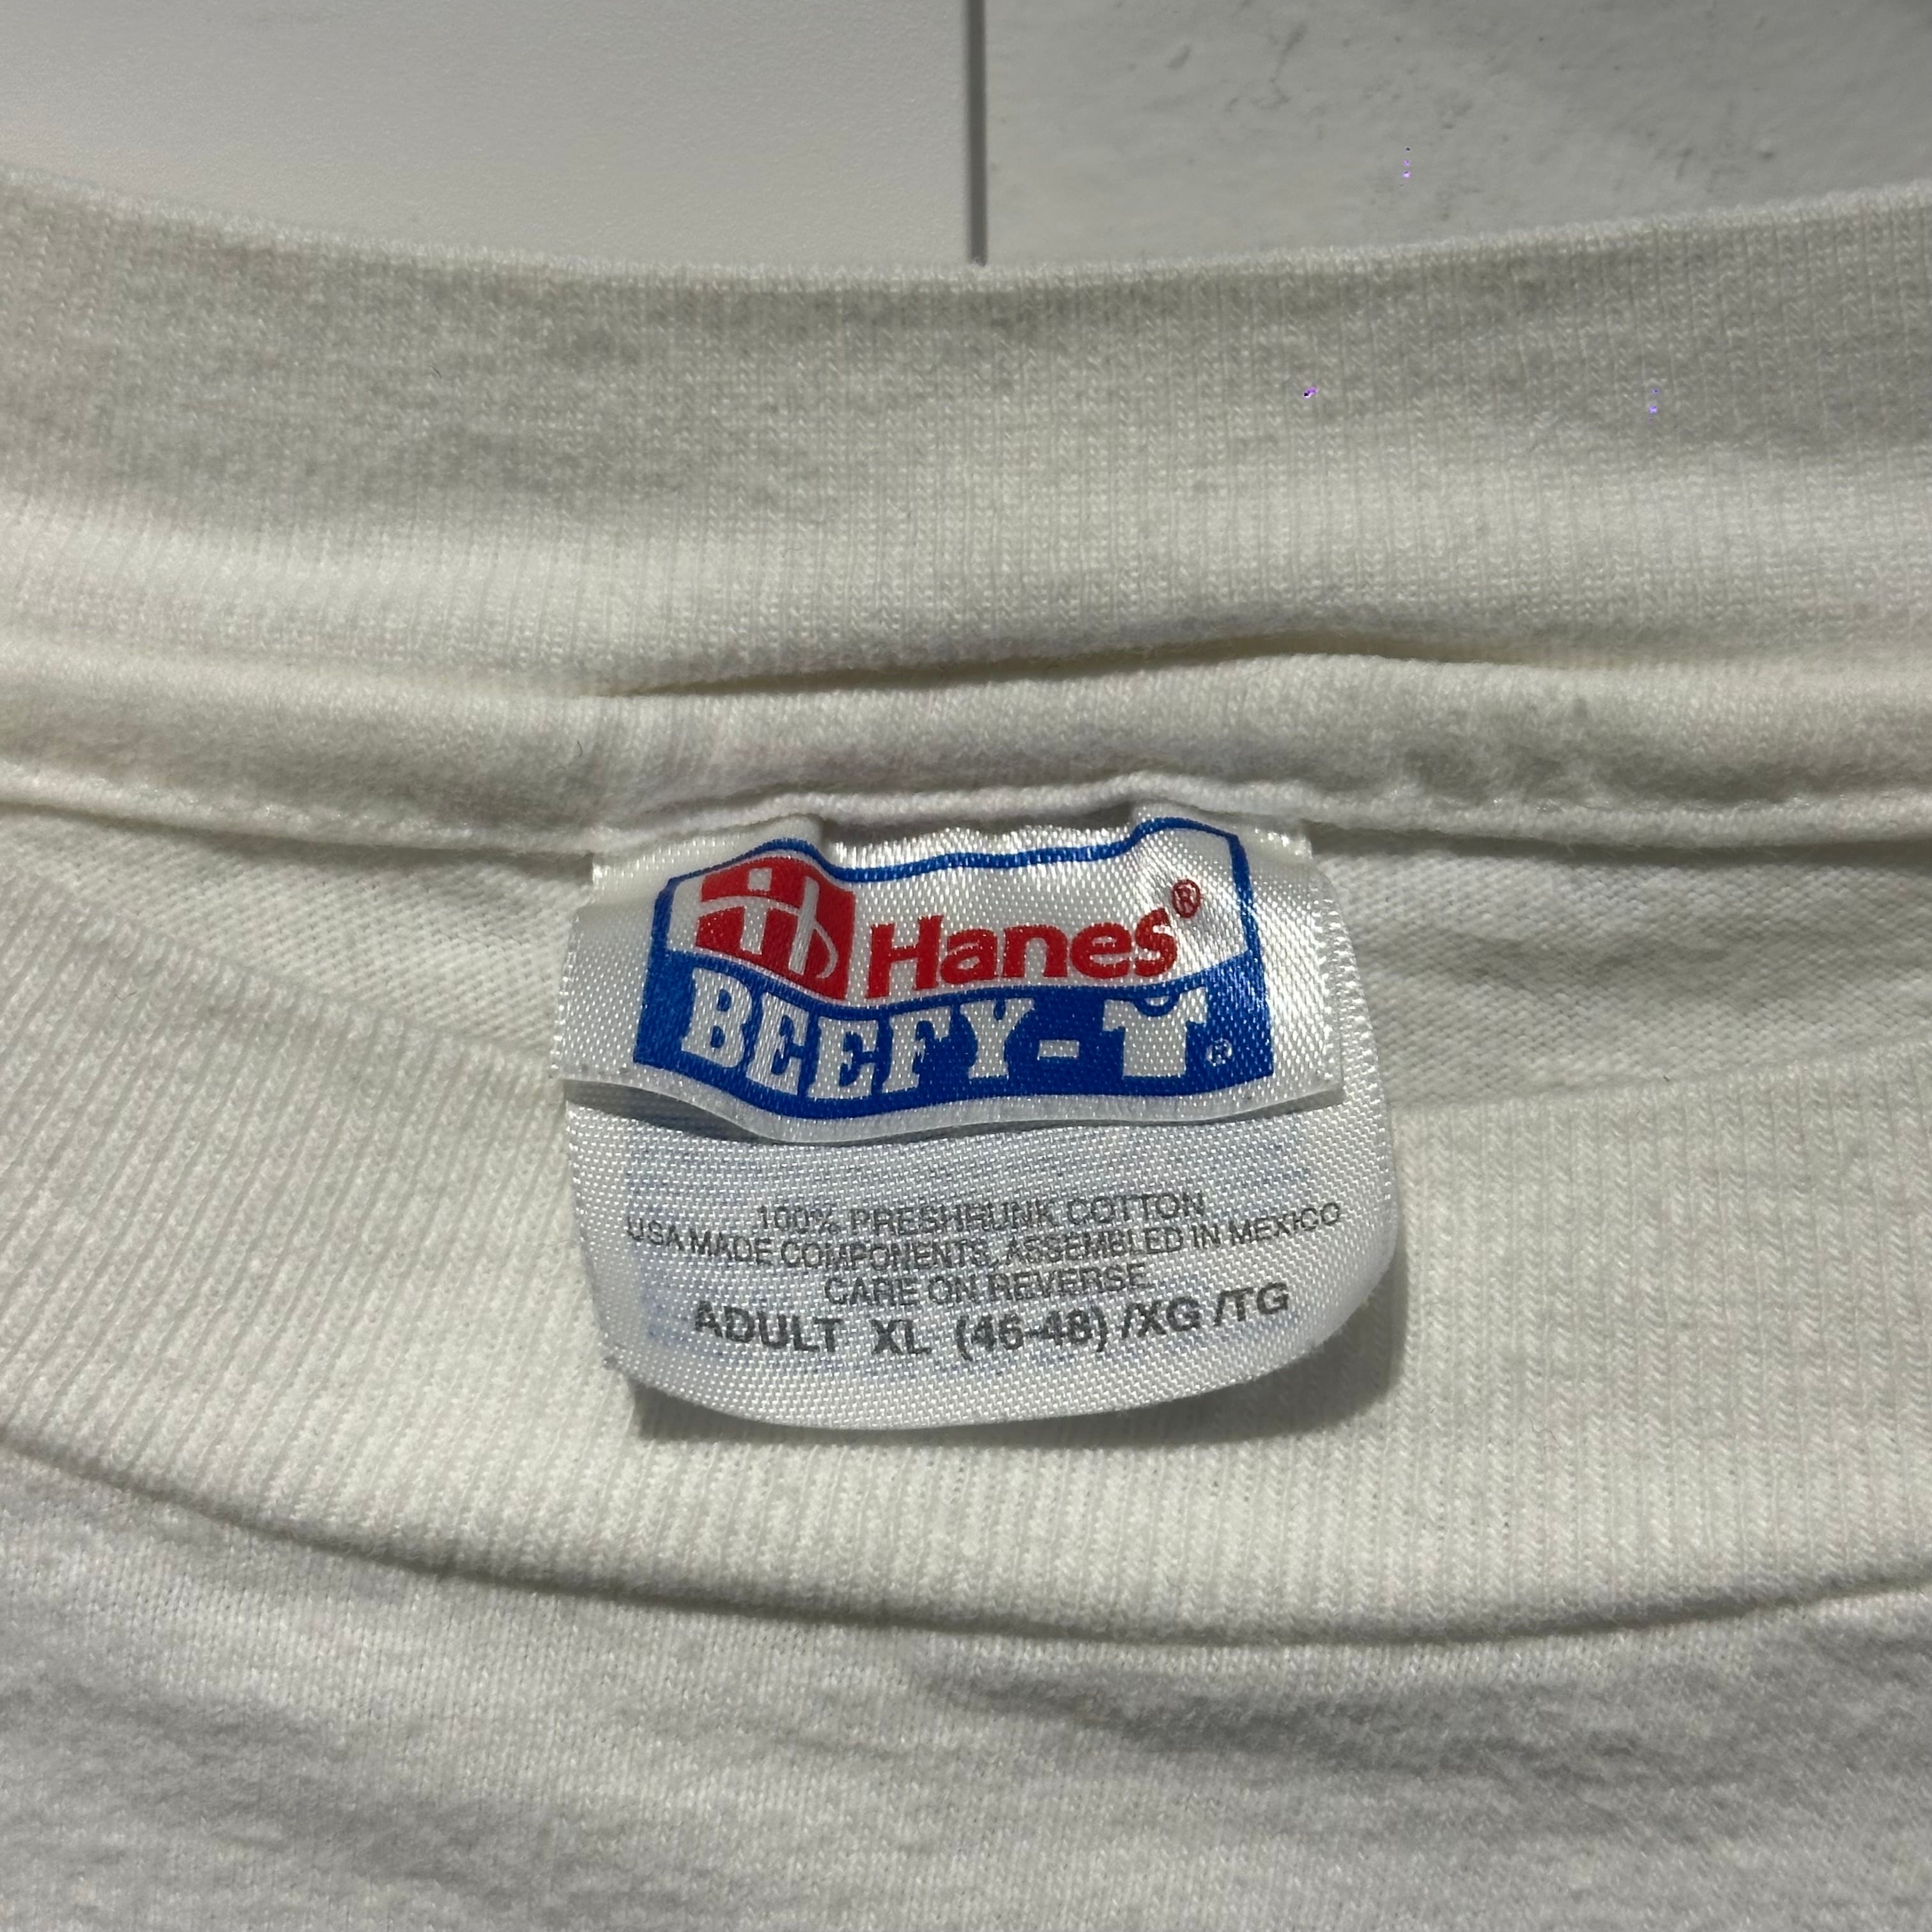 Hanes®
BEEFY-T®
100% PRESHRUNK COTTON
USA MADE COMPONENTS, ASSEMBLED IN MEXICO
CARE ON REVERSE
ADULT XL (46-48) /XG /TG